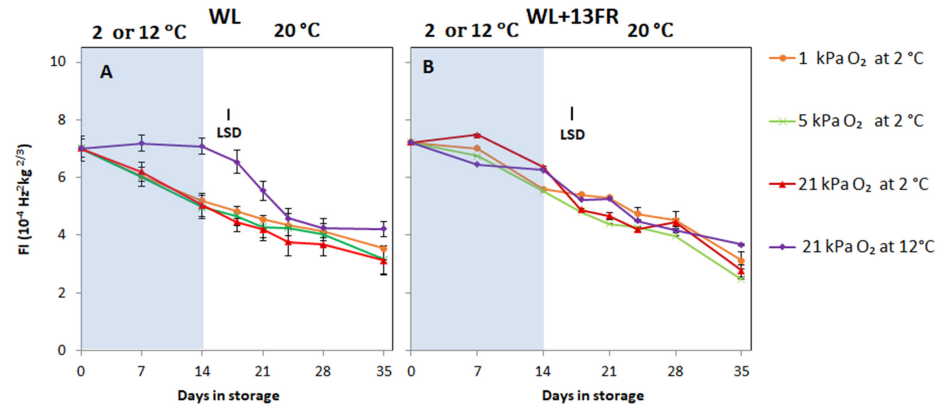 WL
WL+13FR
2 or 12 °C
20 °C
2 or 12 °C
20 °C
FI (10⁻⁴ Hz²kg ²ᐟ³)
10
8
6
4
2
0
A
LSD
B
LSD
0 7 14 21 28 35
0 7 14 21 28 35
Days in storage
Days in storage
1 kPa O₂ at 2 °C
5 kPa O₂ at 2 °C
21 kPa O₂ at 2 °C
21 kPa O₂ at 12°C